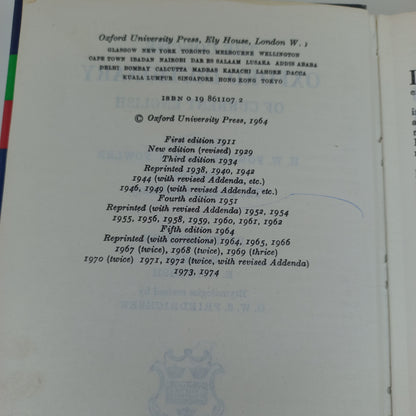 Oxford University Press, Ely House, London W. 1
GLASGOW NEW YORK TORONTO MELBOURNE WELLINGTON
CAPE TOWN IBADAN NAIROBI DAR ES SALAAM LUSAKA ADDIS ABABA
DELHI BOMBAY CALCUTTA MADRAS KARACHI LAHORE DACCA
KUALA LUMPUR SINGAPORE HONG KONG TOKYO
ISBN 0 19 861107 2
© Oxford University Press, 1964
First edition 1911
New edition (revised) 1929
Third edition 1934
Reprinted 1938, 1940, 1942
1944 (with revised Addenda, etc.)
1946, 1949 (with revised Addenda, etc.)
Fourth edition 1951
Reprinted (with revised Addenda) 1952, 1954
1955, 1956, 1958, 1959, 1960, 1961, 1962
Fifth edition 1964
Reprinted (with corrections) 1964, 1965, 1966
1967 (twice), 1968 (twice), 1969 (thrice)
1970 (twice) 1971, 1972 (twice, with revised Addenda)
1973, 1974